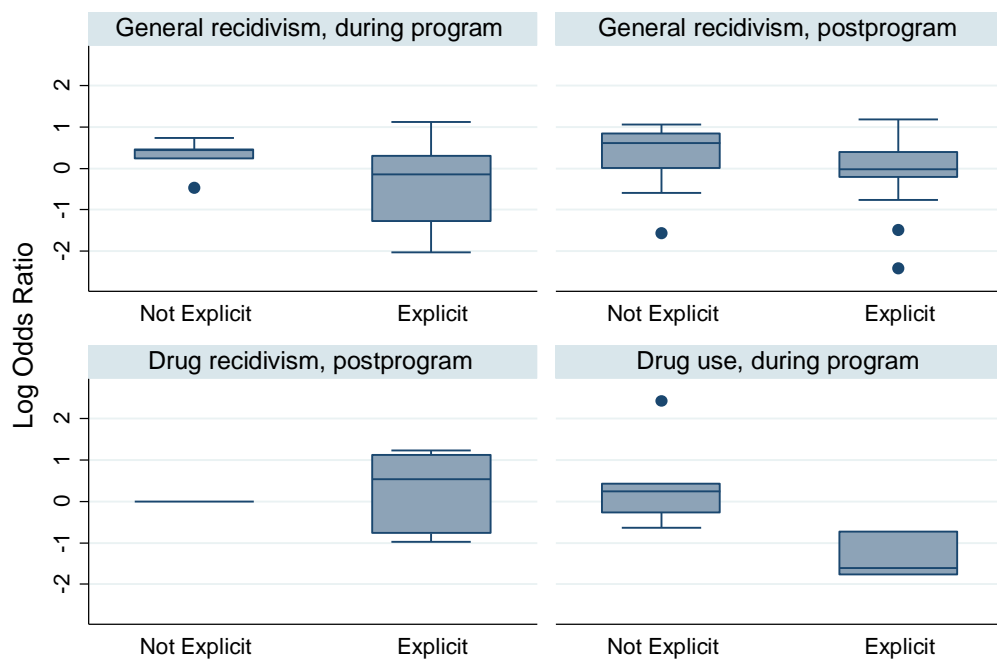 General recidivism, during program
General recidivism, postprogram
2
1
0
-1
-2
Not Explicit
Explicit
Not Explicit
Explicit
Log Odds Ratio
Drug recidivism, postprogram
Drug use, during program
2
1
0
-1
-2
Not Explicit
Explicit
Not Explicit
Explicit